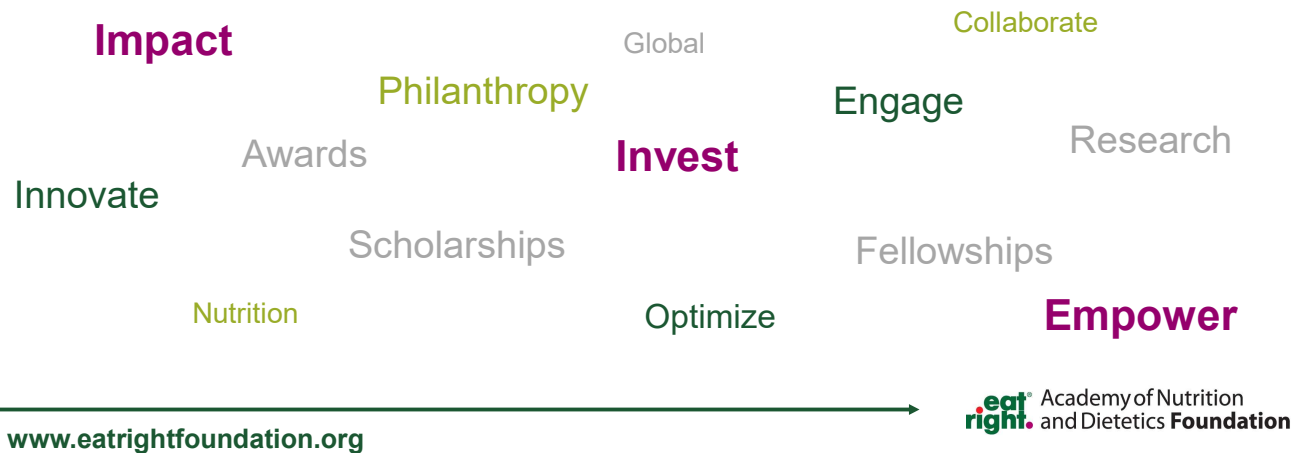 Impact
Global
Collaborate
Philanthropy
Engage
Awards
Invest
Research
Innovate
Scholarships
Fellowships
Nutrition
Optimize
Empower
eat® right. Academy of Nutrition and Dietetics Foundation
www.eatrightfoundation.org